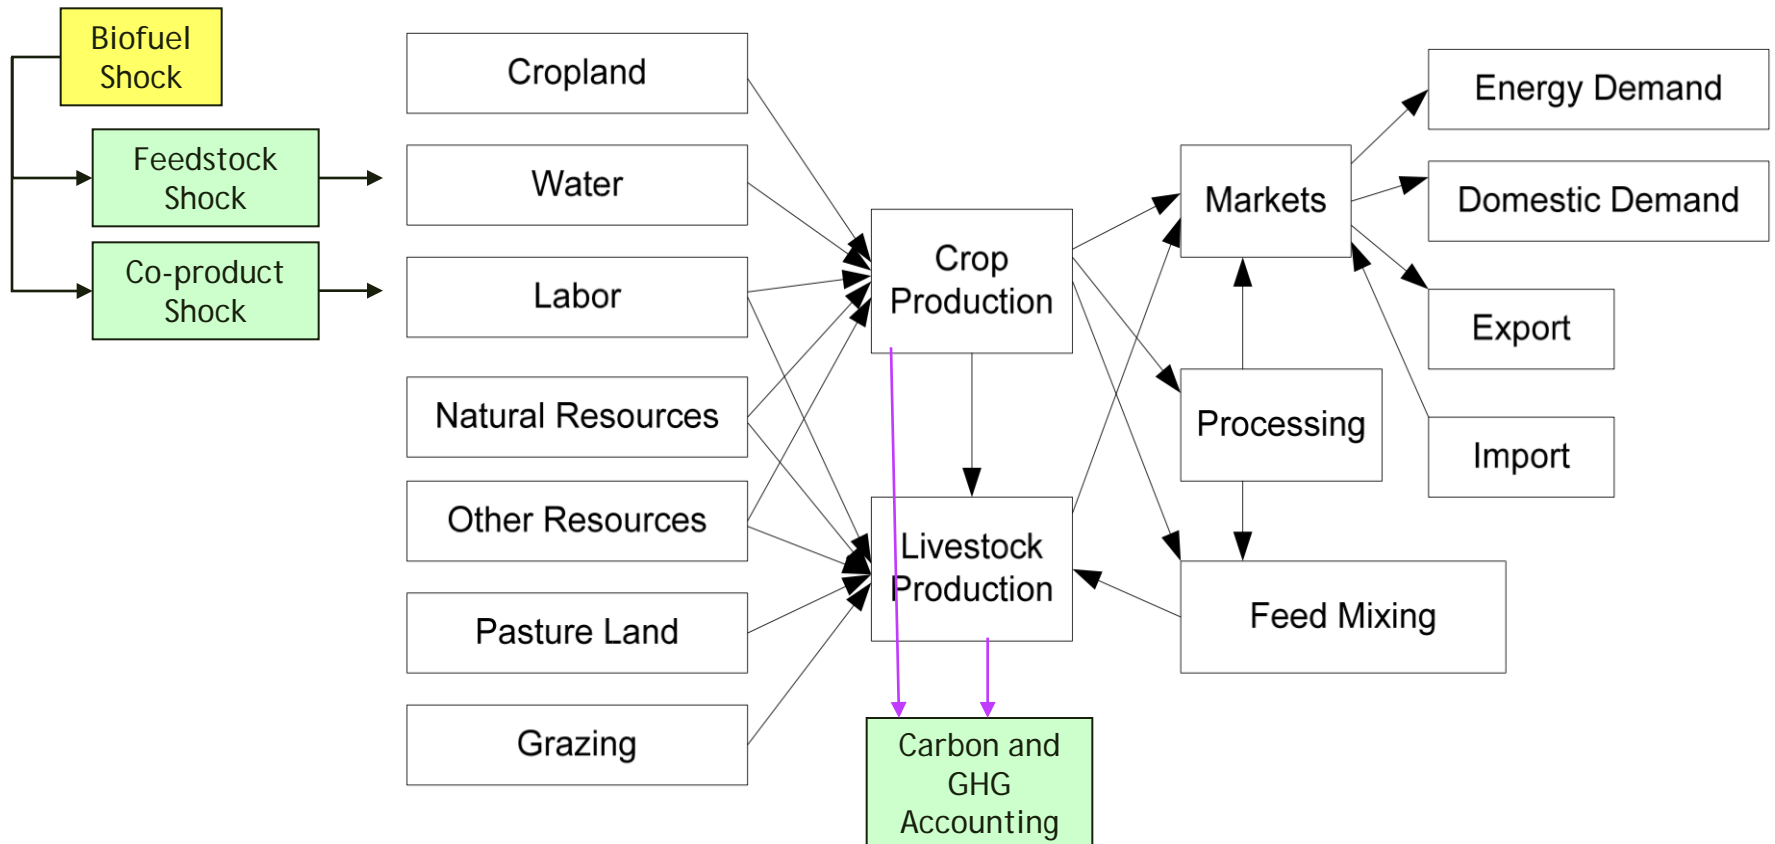 Biofuel
Shock
Feedstock
Shock
Co-product
Shock
Cropland
Water
Labor
Natural Resources
Other Resources
Pasture Land
Grazing
Crop
Production
Livestock
Production
Carbon and
GHG
Accounting
Markets
Processing
Feed Mixing
Energy Demand
Domestic Demand
Export
Import